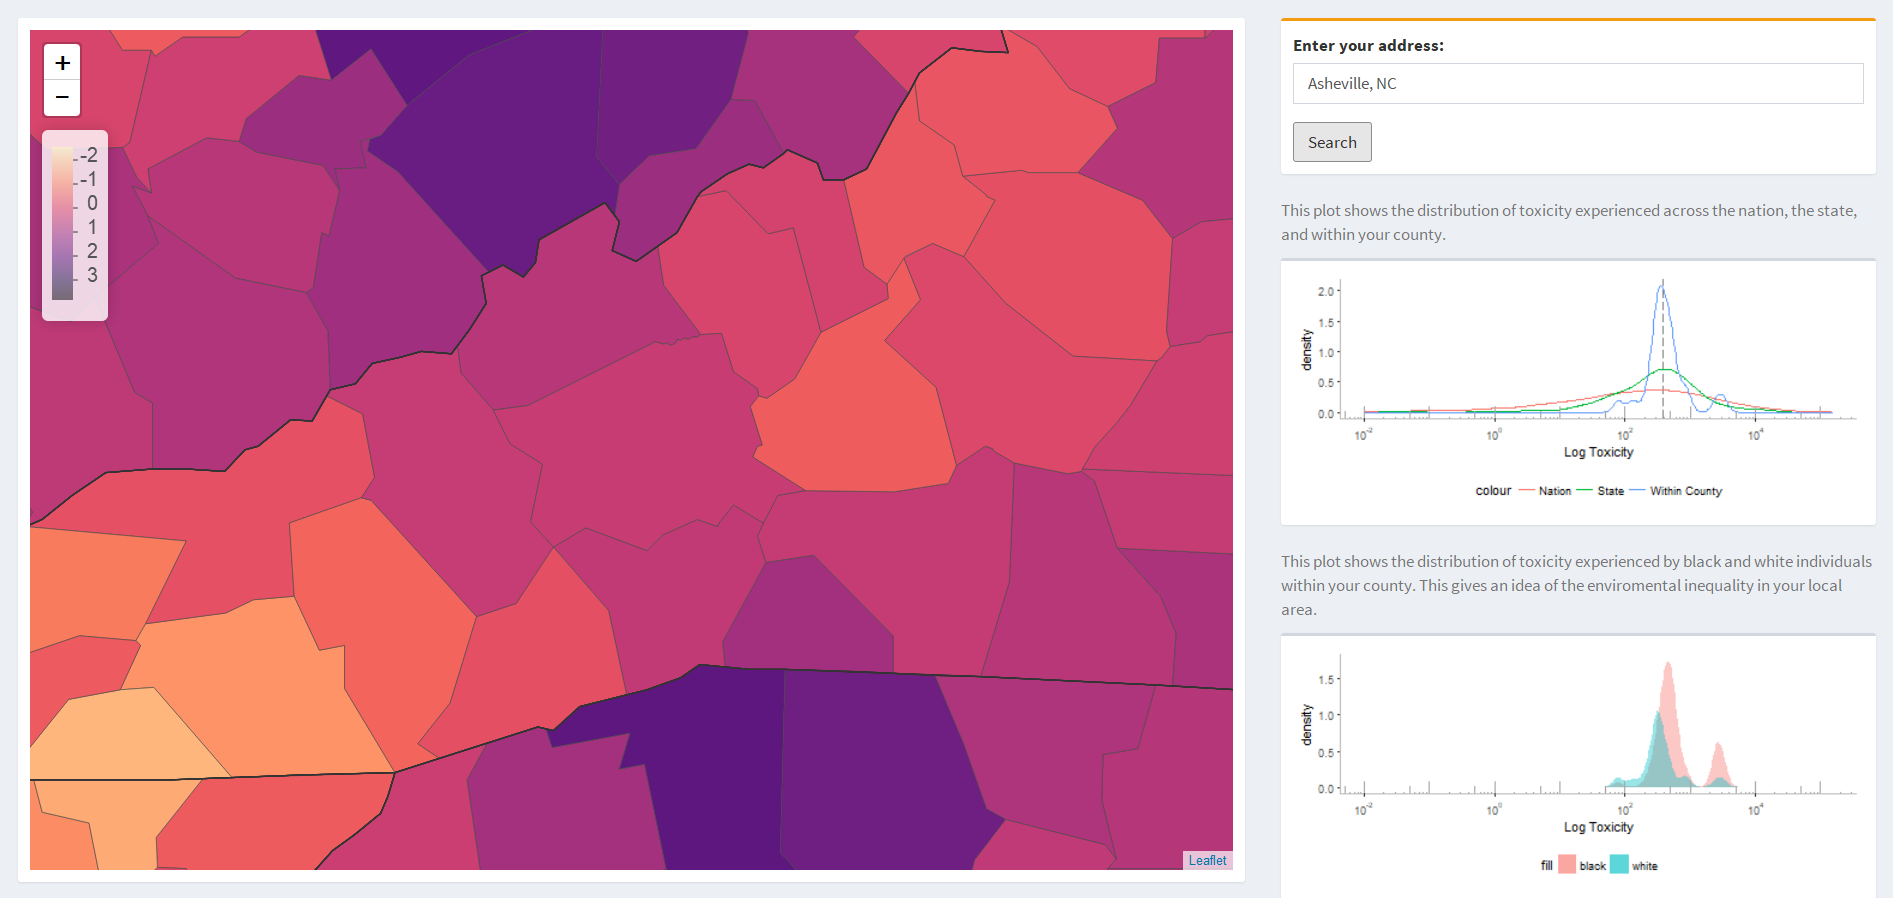 +
−
-2
-1
0
1
2
3
Leaflet
Enter your address:
Asheville, NC
Search
This plot shows the distribution of toxicity experienced across the nation, the state,
and within your county.
2.0
1.5
1.0
0.5
0.0
density
10^-2 10^0 10^2 10^4
Log Toxicity
colour Nation State Within County
This plot shows the distribution of toxicity experienced by black and white individuals
within your county. This gives an idea of the enviromental inequality in your local
area.
1.5
1.0
0.5
0.0
density
10^-2 10^0 10^2 10^4
Log Toxicity
fill black white